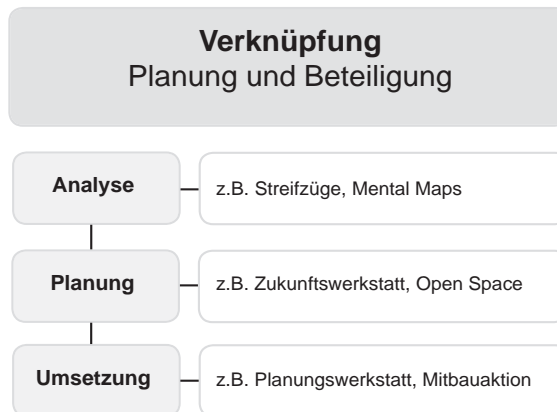 Verknüpfung
Planung und Beteiligung
Analyse
z.B. Streifzüge, Mental Maps
Planung
z.B. Zukunftswerkstatt, Open Space
Umsetzung
z.B. Planungswerkstatt, Mitbauaktion